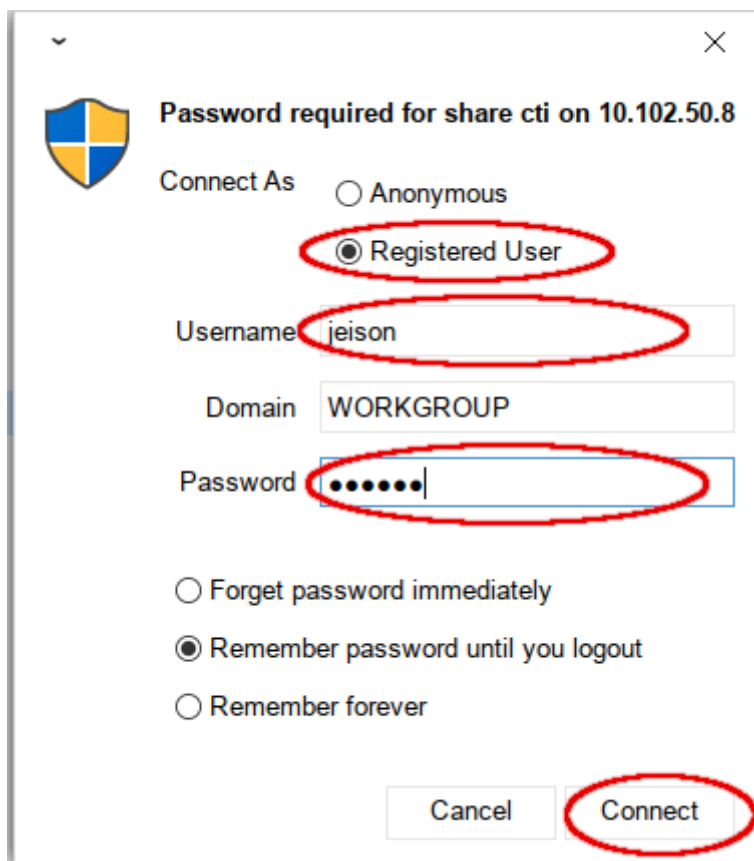 Password required for share cti on 10.102.50.8
Connect As
Anonymous
Registered User
Username jeison
Domain WORKGROUP
Password ●●●●●●
Forget password immediately
Remember password until you logout
Remember forever
Cancel Connect